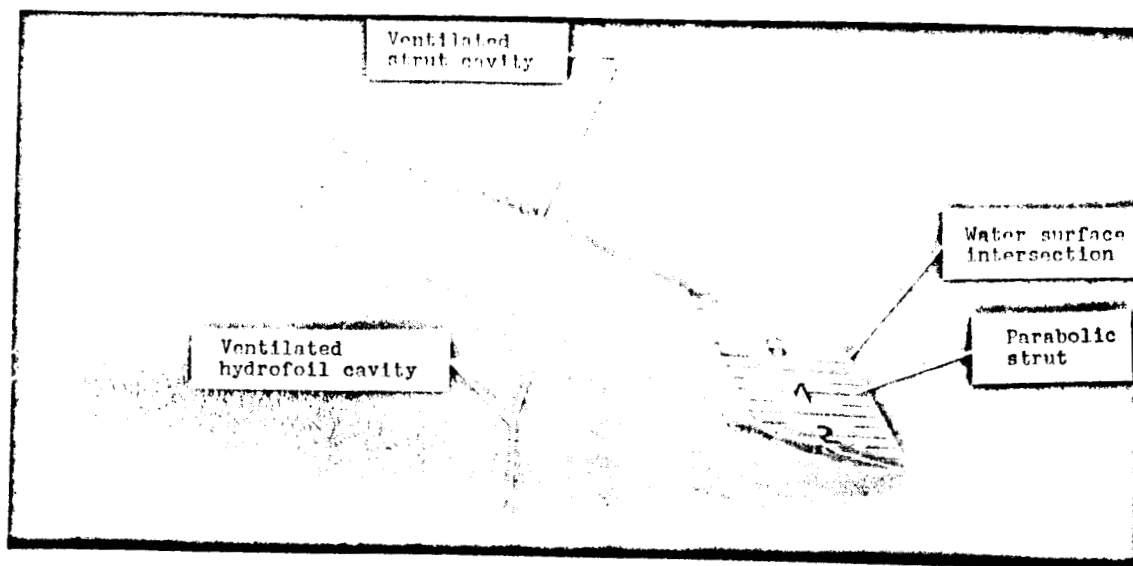 Ventilated
strut cavity
Water surface
intersection
Parabolic
strut
Ventilated
hydrofoil cavity
1
2